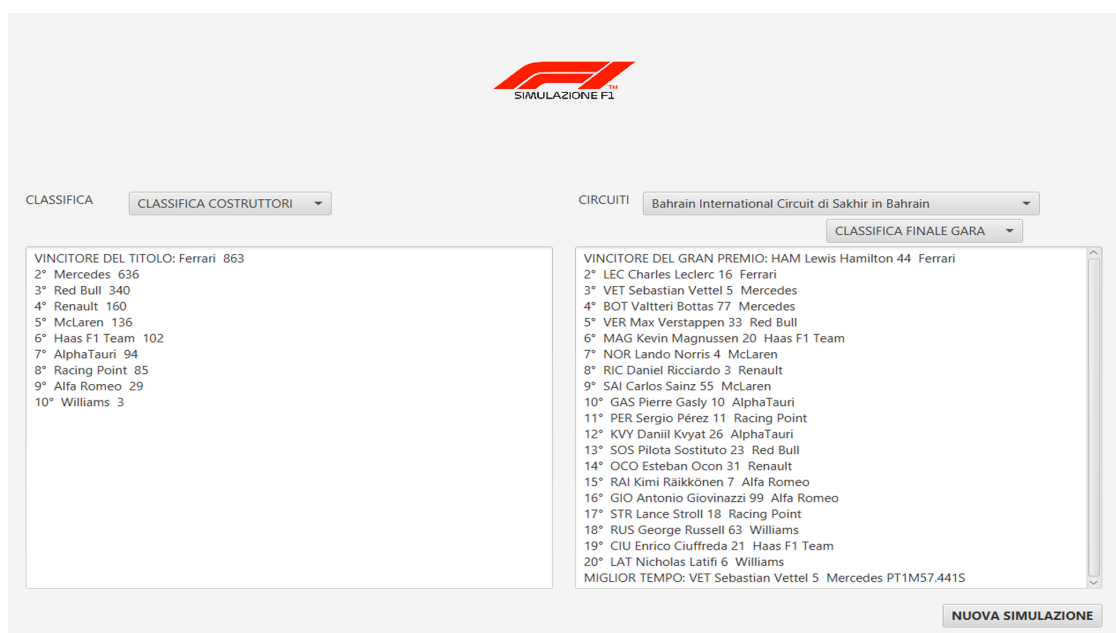 TM
SIMULAZIONE F1
CLASSIFICA
CLASSIFICA COSTRUTTORI
CIRCUITI
Bahrain International Circuit di Sakhir in Bahrain
CLASSIFICA FINALE GARA
VINCITORE DEL TITOLO: Ferrari 863
2° Mercedes 636
3° Red Bull 340
4° Renault 160
5° McLaren 136
6° Haas F1 Team 102
7° AlphaTauri 94
8° Racing Point 85
9° Alfa Romeo 29
10° Williams 3
VINCITORE DEL GRAN PREMIO: HAM Lewis Hamilton 44 Ferrari
2° LEC Charles Leclerc 16 Ferrari
3° VET Sebastian Vettel 5 Mercedes
4° BOT Valtteri Bottas 77 Mercedes
5° VER Max Verstappen 33 Red Bull
6° MAG Kevin Magnussen 20 Haas F1 Team
7° NOR Lando Norris 4 McLaren
8° RIC Daniel Ricciardo 3 Renault
9° SAI Carlos Sainz 55 McLaren
10° GAS Pierre Gasly 10 AlphaTauri
11° PER Sergio Pérez 11 Racing Point
12° KVY Daniil Kvyat 26 AlphaTauri
13° SOS Pilota Sostituto 23 Red Bull
14° OCO Esteban Ocon 31 Renault
15° RAI Kimi Räikkönen 7 Alfa Romeo
16° GIO Antonio Giovinazzi 99 Alfa Romeo
17° STR Lance Stroll 18 Racing Point
18° RUS George Russell 63 Williams
19° CIU Enrico Ciuffreda 21 Haas F1 Team
20° LAT Nicholas Latifi 6 Williams
MIGLIOR TEMPO: VET Sebastian Vettel 5 Mercedes PT1M57.441S
NUOVA SIMULAZIONE